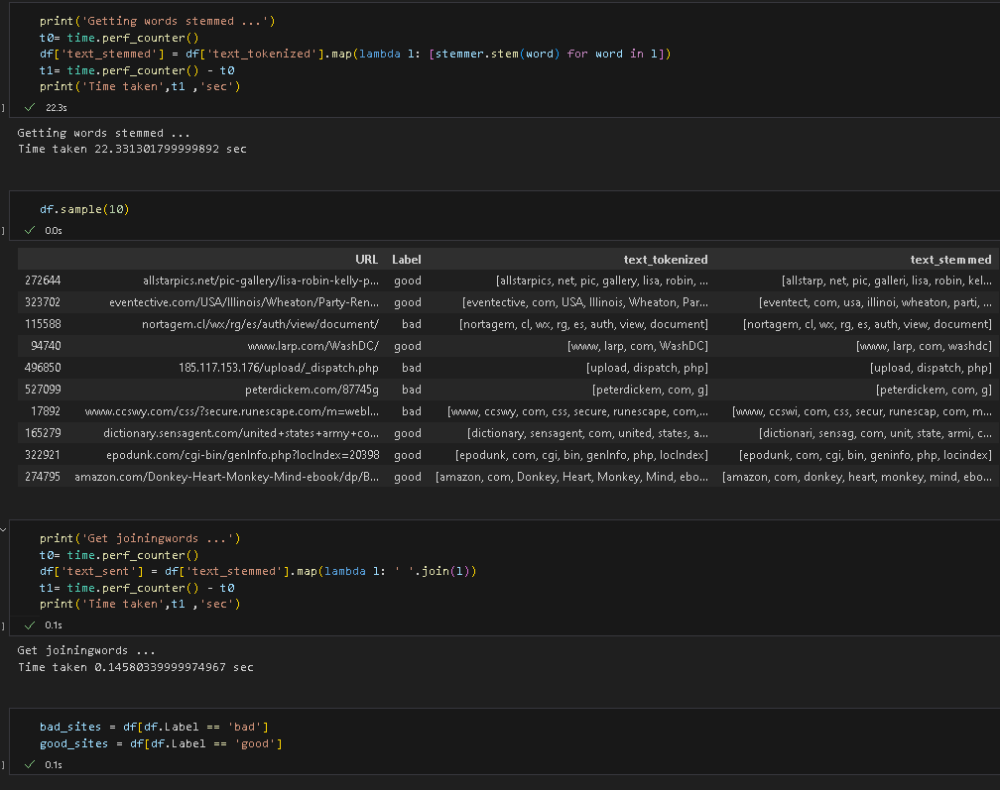 print('Getting words stemmed ...')
t0= time.perf_counter()
df['text_stemmed'] = df['text_tokenized'].map(lambda l: [stemmer.stem(word) for word in l])
t1= time.perf_counter() - t0
print('Time taken',t1 ,'sec')
] ✓ 22.3s
Getting words stemmed ...
Time taken 22.331301799999892 sec
df.sample(10)
] ✓ 0.0s
URL Label text_tokenized text_stemmed
272644 allstarpics.net/pic-gallery/lisa-robin-kelly-p... good [allstarpics, net, pic, gallery, lisa, robin, ... [allstarp, net, pic, galleri, lisa, robin, kel...
323702 eventective.com/USA/Illinois/Wheaton/Party-Ren... good [eventective, com, USA, Illinois, Wheaton, Par... [eventect, com, usa, illinoi, wheaton, parti, ...
115588 nortagem.cl/wx/rg/es/auth/view/document/ bad [nortagem, cl, wx, rg, es, auth, view, document] [nortagem, cl, wx, rg, es, auth, view, document]
94740 www.larp.com/WashDC/ good [www, larp, com, WashDC] [www, larp, com, washdc]
496850 185.117.153.176/upload/_dispatch.php bad [upload, dispatch, php] [upload, dispatch, php]
527099 peterdickem.com/87745g bad [peterdickem, com, g] [peterdickem, com, g]
17892 www.ccswy.com/css/?secure.runescape.com/m=webl... bad [www, ccswy, com, css, secure, runescape, com,... [www, ccswi, com, css, secur, runescap, com, m...
165279 dictionary.sensagent.com/united+states+army+co... good [dictionary, sensagent, com, united, states, a... [dictionari, sensag, com, unit, state, armi, c...
322921 epodunk.com/cgi-bin/genInfo.php?locIndex=20398 good [epodunk, com, cgi, bin, genInfo, php, locIndex] [epodunk, com, cgi, bin, geninfo, php, locindex]
274795 amazon.com/Donkey-Heart-Monkey-Mind-ebook/dp/B... good [amazon, com, Donkey, Heart, Monkey, Mind, ebo... [amazon, com, donkey, heart, monkey, mind, ebo...
print('Get joiningwords ...')
t0= time.perf_counter()
df['text_sent'] = df['text_stemmed'].map(lambda l: ' '.join(l))
t1= time.perf_counter() - t0
print('Time taken',t1 ,'sec')
] ✓ 0.1s
Get joiningwords ...
Time taken 0.14580339999974967 sec
bad_sites = df[df.Label == 'bad']
good_sites = df[df.Label == 'good']
] ✓ 0.1s